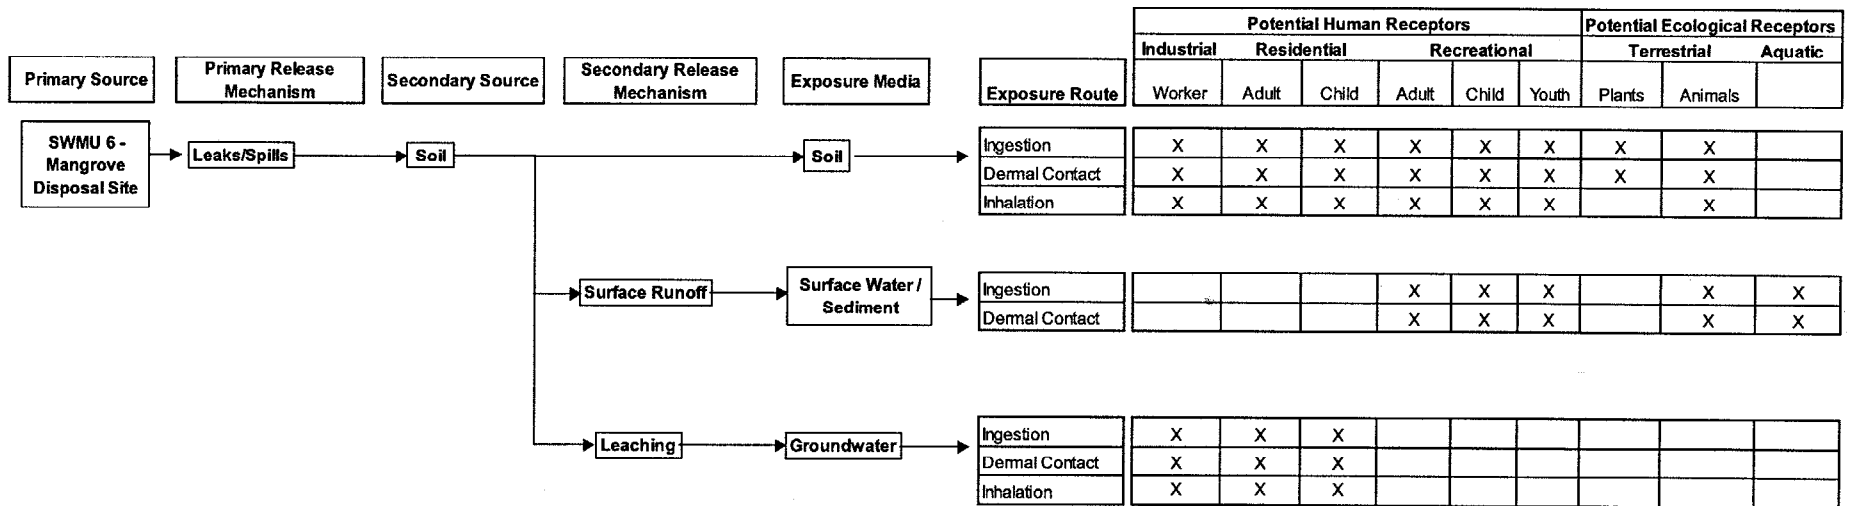 Potential Human Receptors Potential Ecological Receptors
Industrial Residential Recreational Terrestrial Aquatic
Primary Source Primary Release Mechanism Secondary Source Secondary Release Mechanism Exposure Media Exposure Route Worker Adult Child Adult Child Youth Plants Animals
SWMU 6 -
Mangrove
Disposal Site
Leaks/Spills
Soil
Soil
Ingestion X X X X X X X X
Dermal Contact X X X X X X X X
Inhalation X X X X X X X
Surface Runoff
Surface Water /
Sediment
Ingestion X X X X X
Dermal Contact X X X X X
Leaching
Groundwater
Ingestion X X X
Dermal Contact X X X
Inhalation X X X